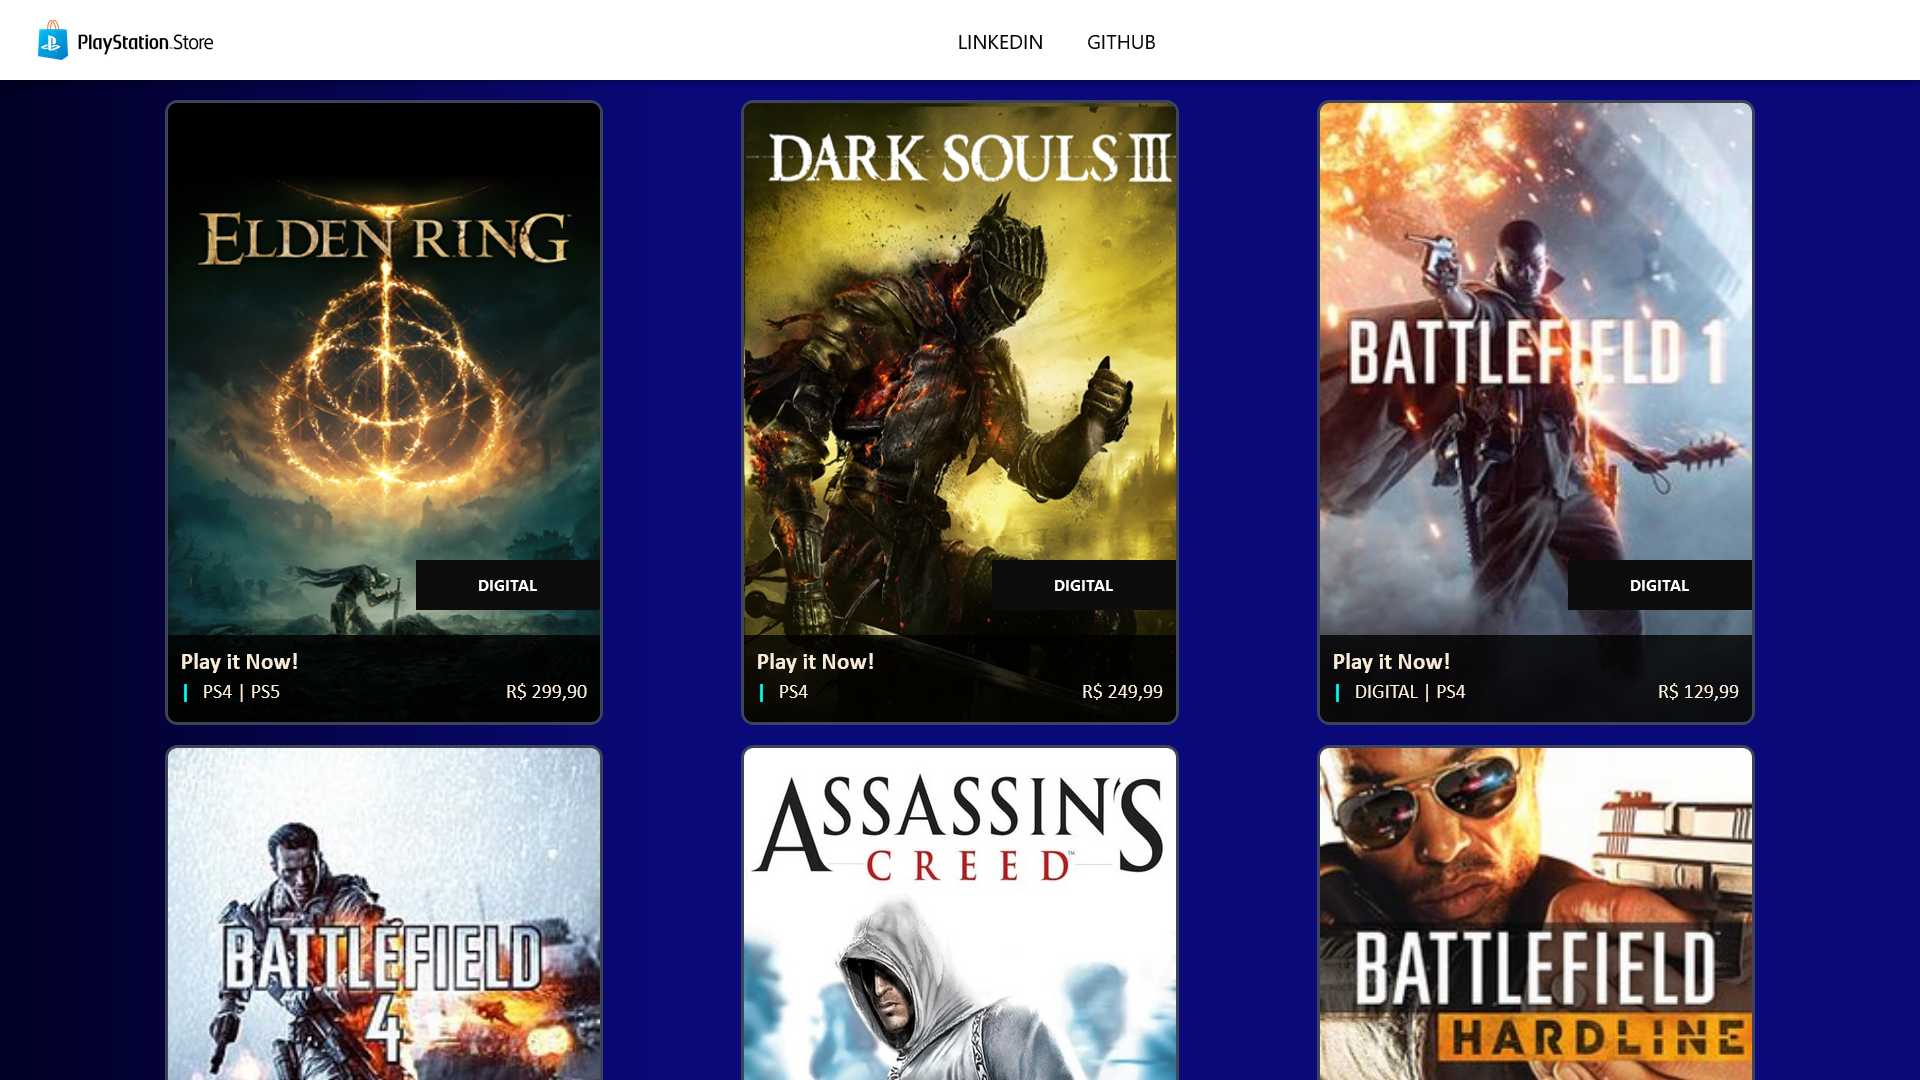 PlayStation Store
LINKEDIN
GITHUB
ELDEN RING
DIGITAL
Play it Now!
PS4 | PS5
R$ 299,90
DARK SOULS III
DIGITAL
Play it Now!
PS4
R$ 249,99
BATTLEFIELD 1
DIGITAL
Play it Now!
DIGITAL | PS4
R$ 129,99
BATTLEFIELD
4
ASSASSIN'S
CREED™
BATTLEFIELD
HARDLINE